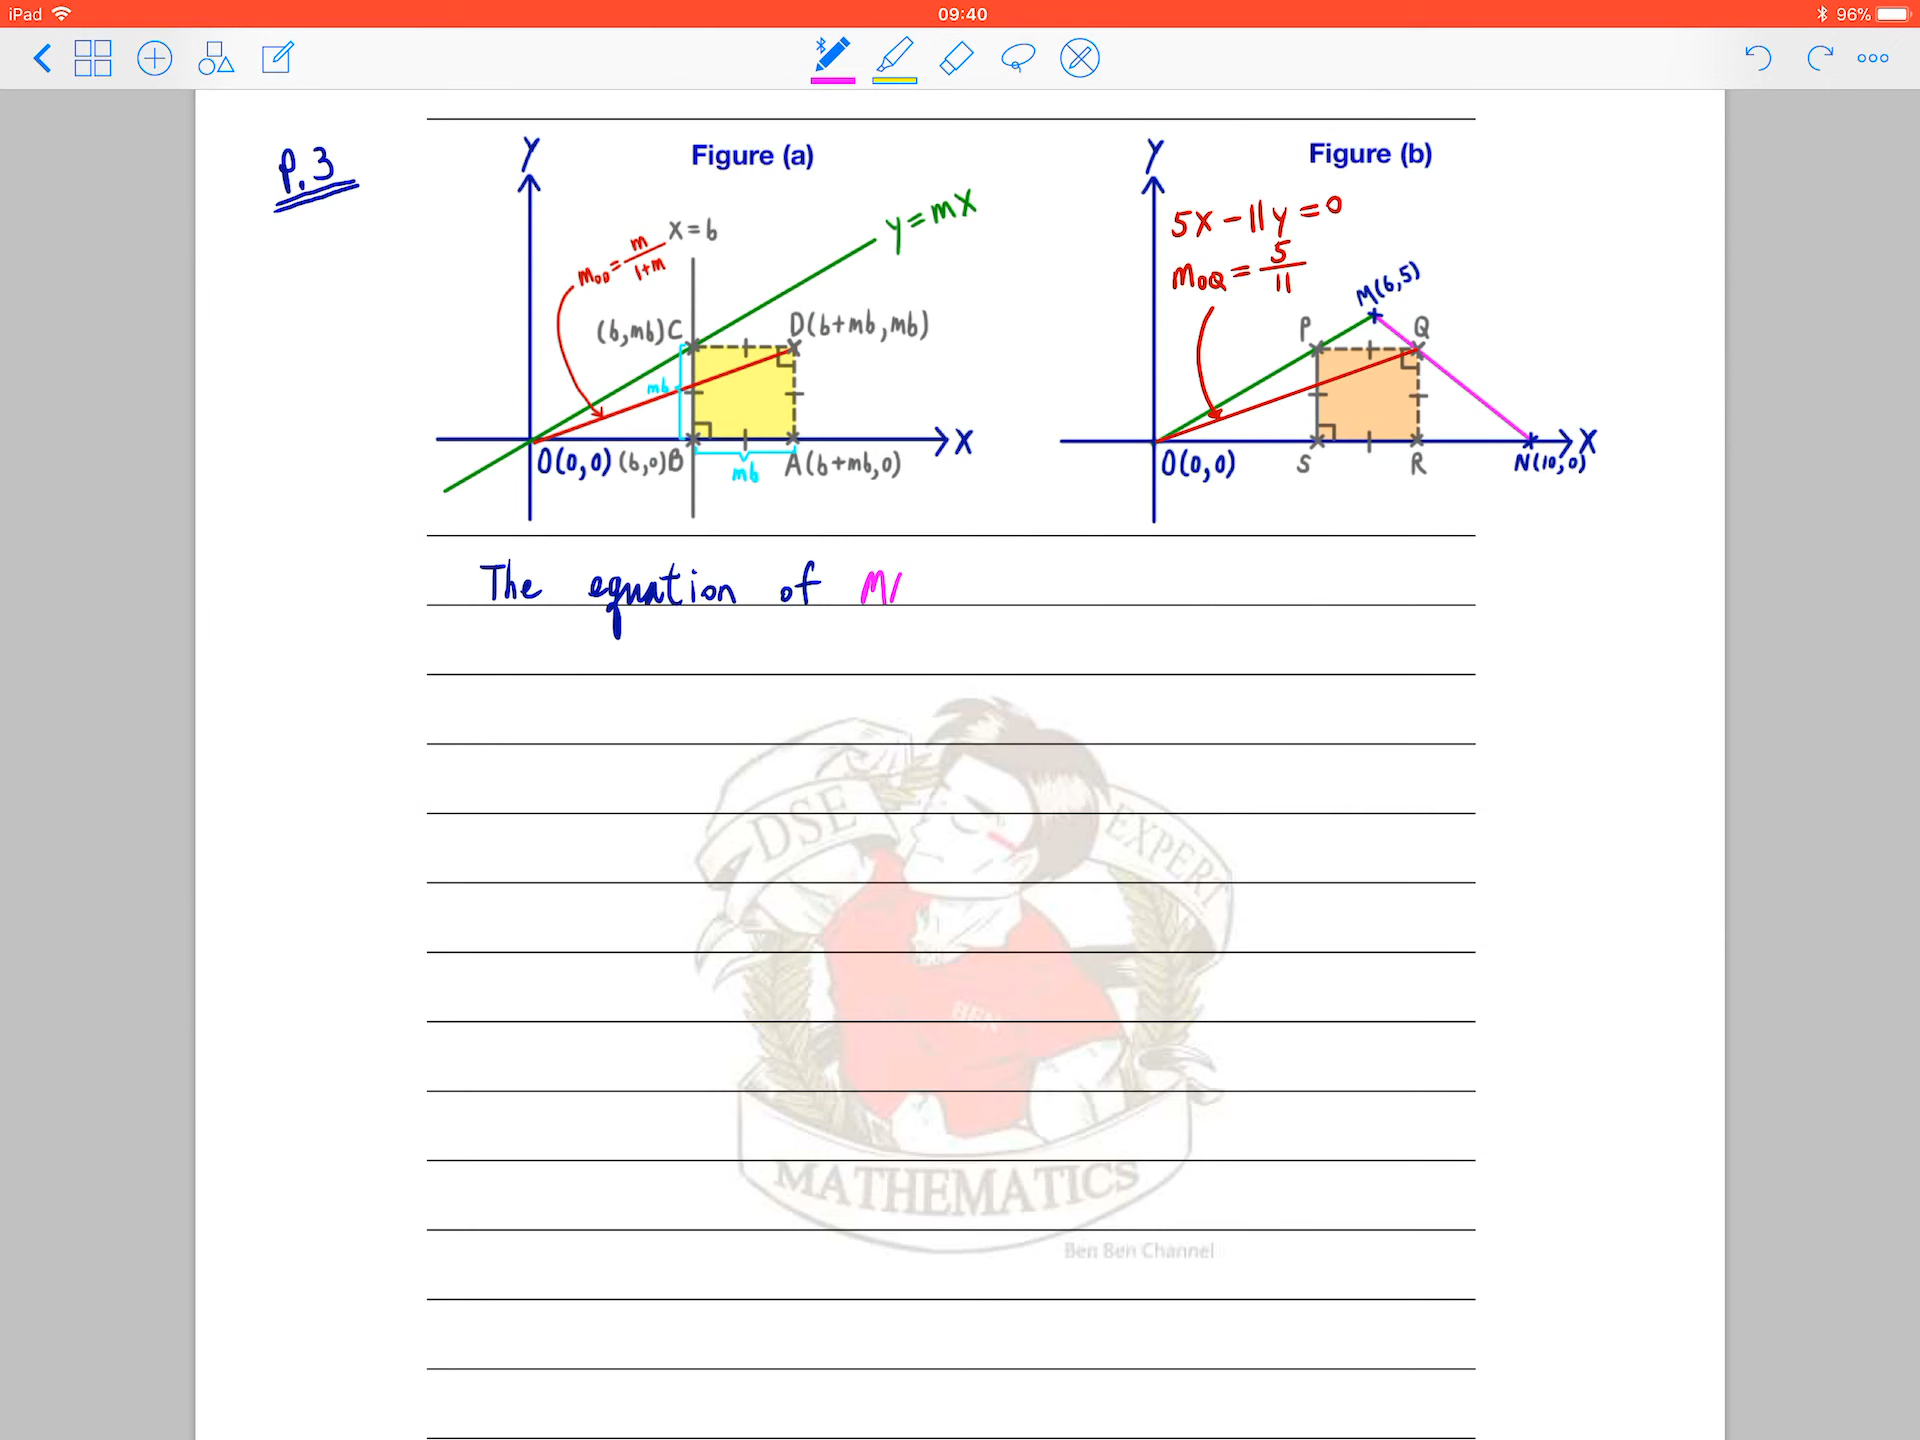 iPad 09:40 96%
P.3
Figure (a)
Y
y=mx
x=b
m_OD = m/(1+m)
(b,mb)C
D(b+mb,mb)
mb
X
O(0,0)
(b,0)B
mb
A(b+mb,0)
Figure (b)
Y
5x-11y=0
m_OQ = 5/11
M(6,5)
P
Q
X
O(0,0)
S
R
N(10,0)
The equation of M
DSE EXPERT
BEN
MATHEMATICS
Ben Ben Channel